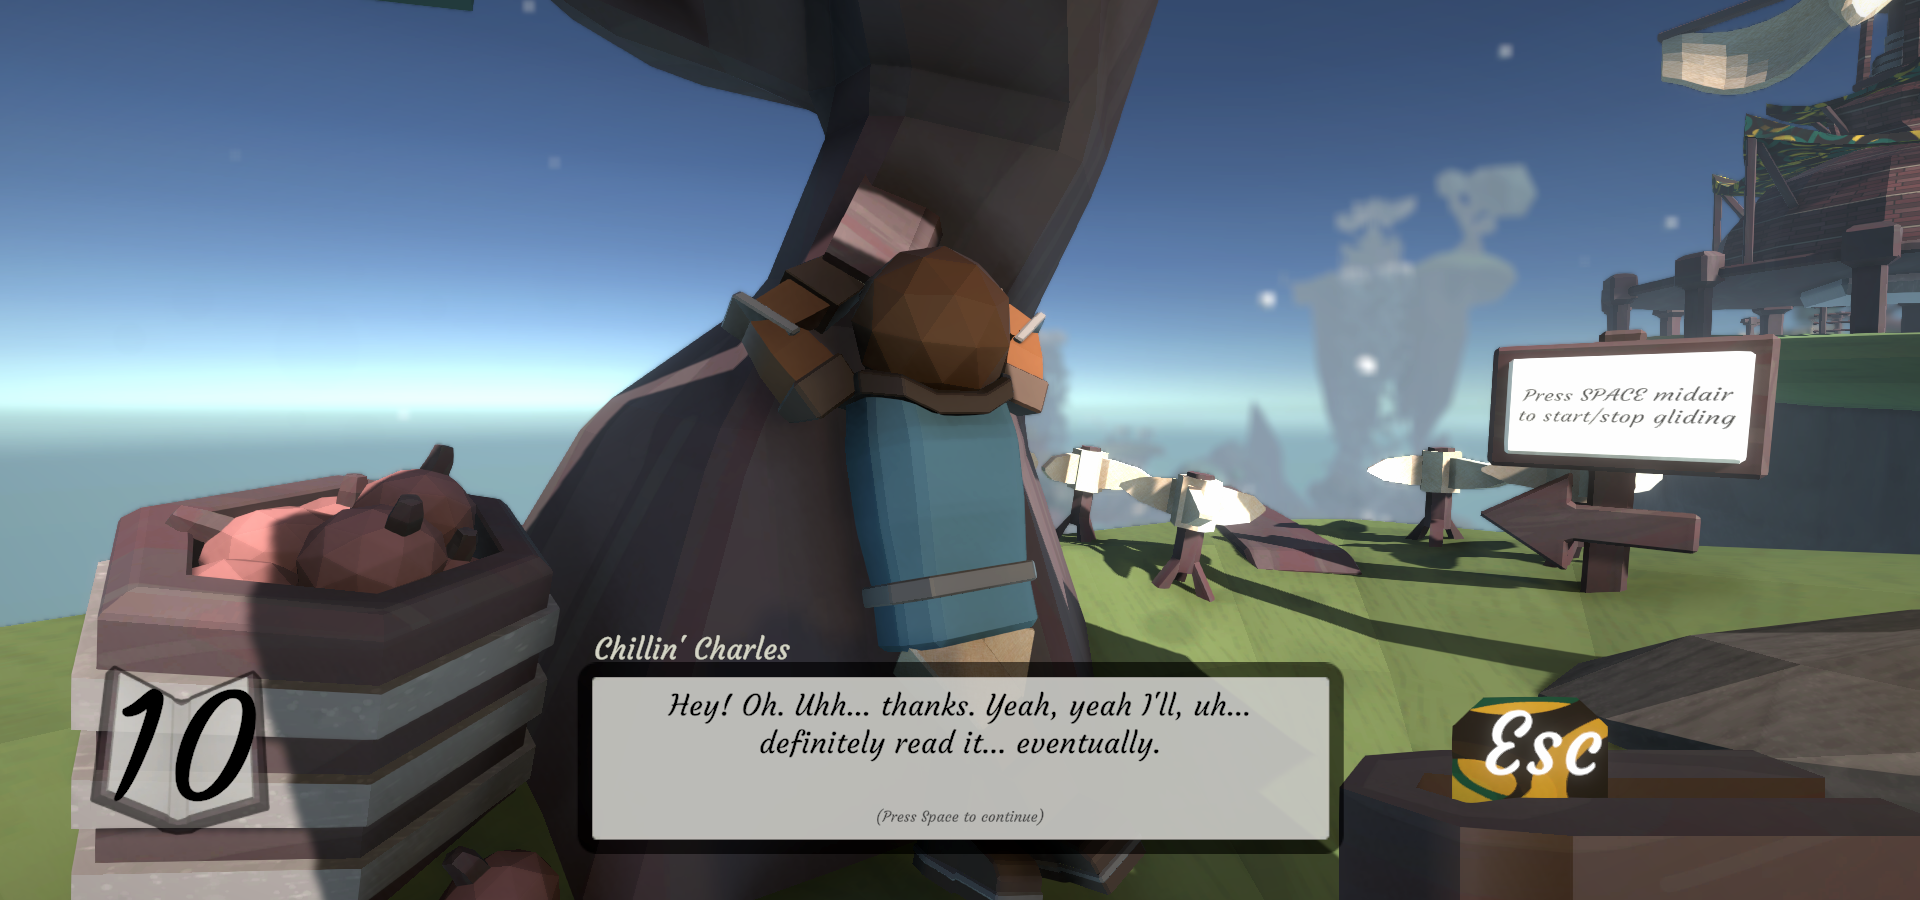 Press SPACE midair
to start/stop gliding
Chillin' Charles
Hey! Oh. Uhh... thanks. Yeah, yeah I'll, uh...
definitely read it... eventually.
(Press Space to continue)
10
Esc